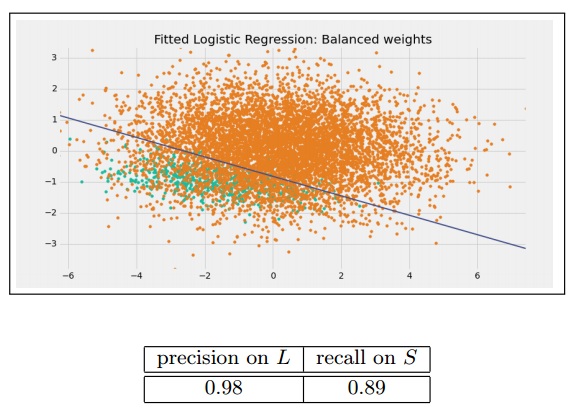 Fitted Logistic Regression: Balanced weights
3
2
1
0
−1
−2
−3
−6 −4 −2 0 2 4 6
precision on L recall on S
0.98 0.89